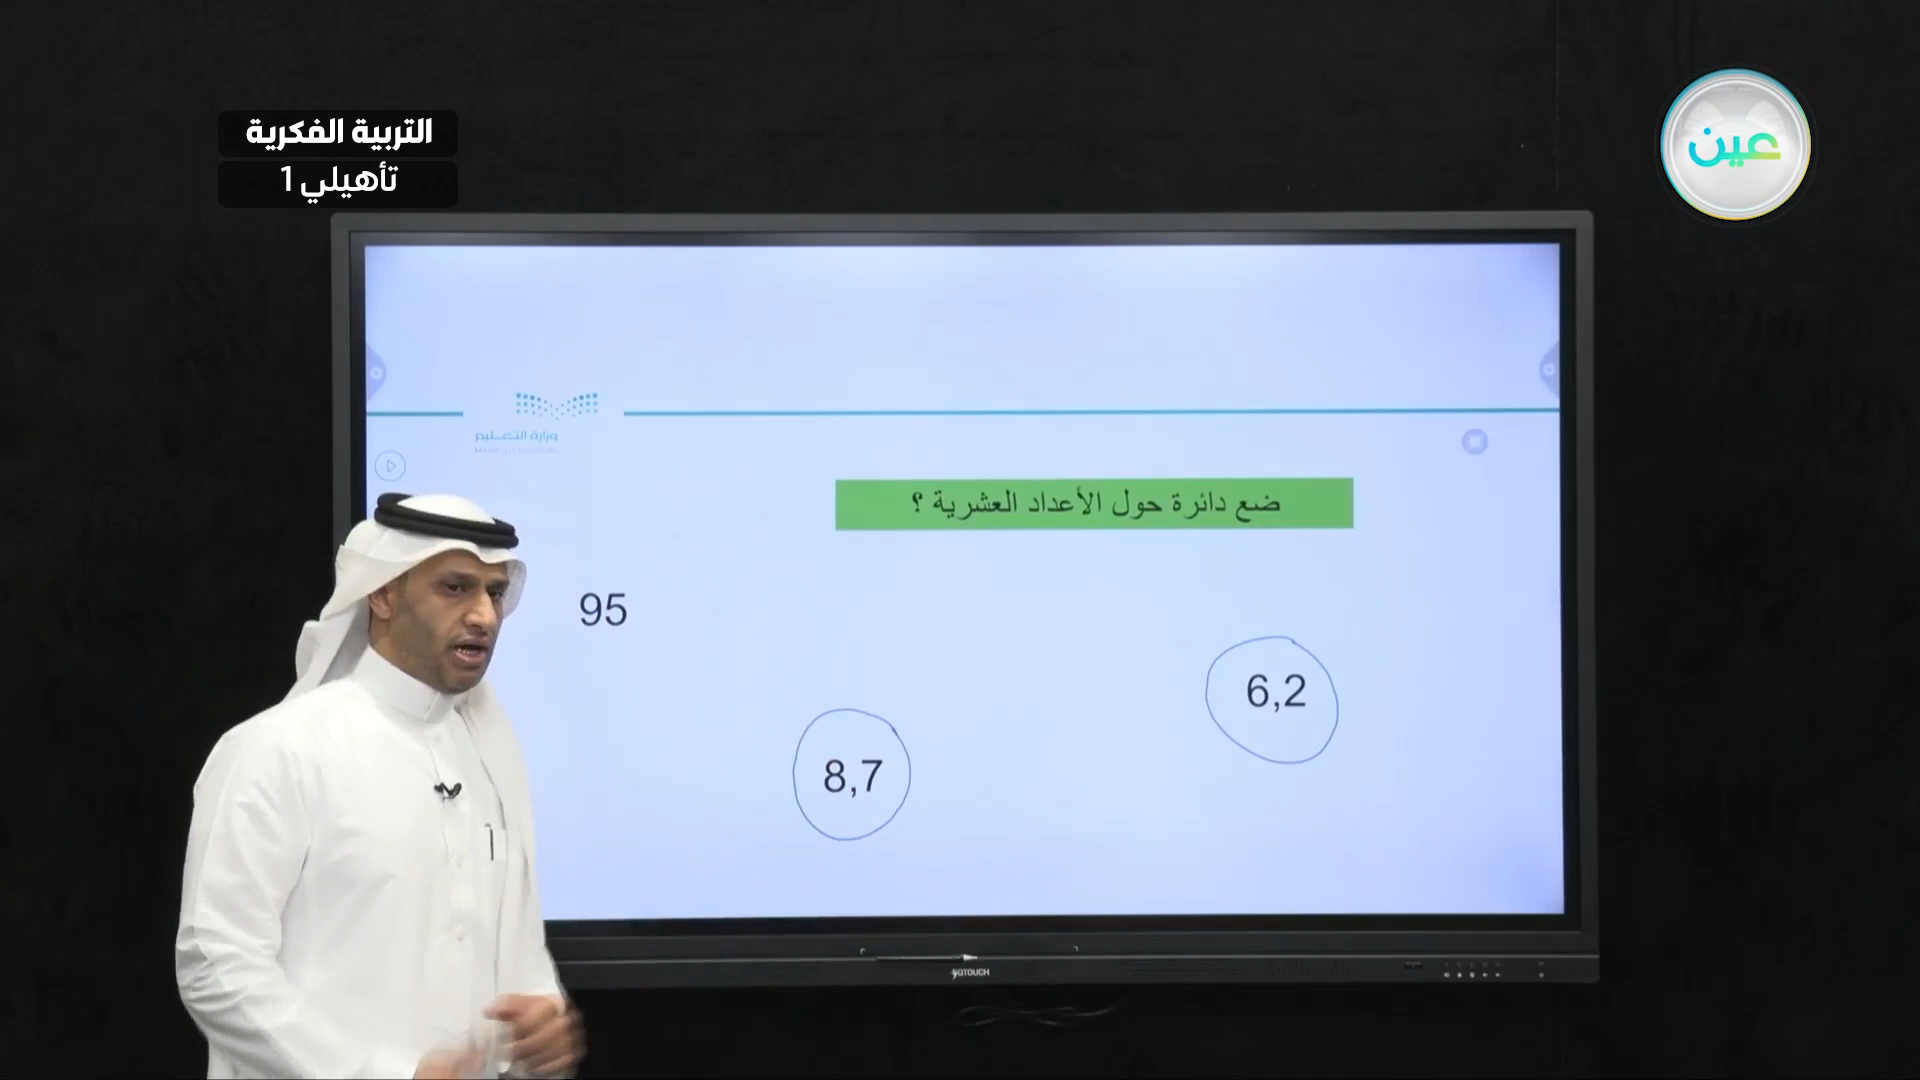 التربية الفكرية
تأهيلي 1
عين
وزارة التعليم
ضع دائرة حول الأعداد العشرية ؟
95
6,2
8,7